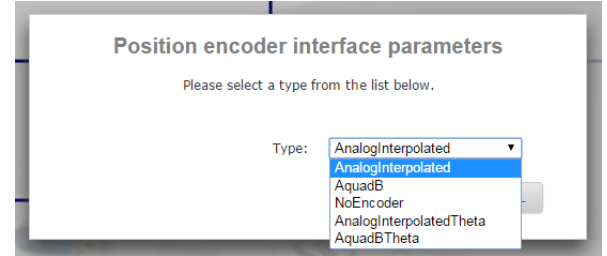 Position encoder interface parameters
Please select a type from the list below.
Type: AnalogInterpolated
AnalogInterpolated
AquadB
NoEncoder
AnalogInterpolatedTheta
AquadBTheta